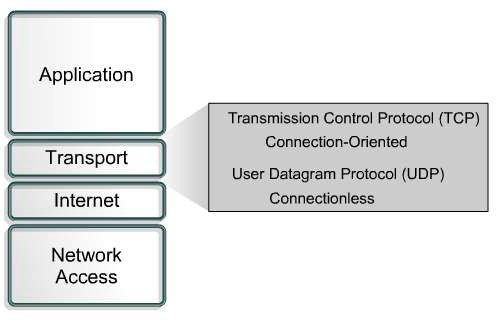 Application
Transport
Internet
Network
Access
Transmission Control Protocol (TCP)
Connection-Oriented
User Datagram Protocol (UDP)
Connectionless